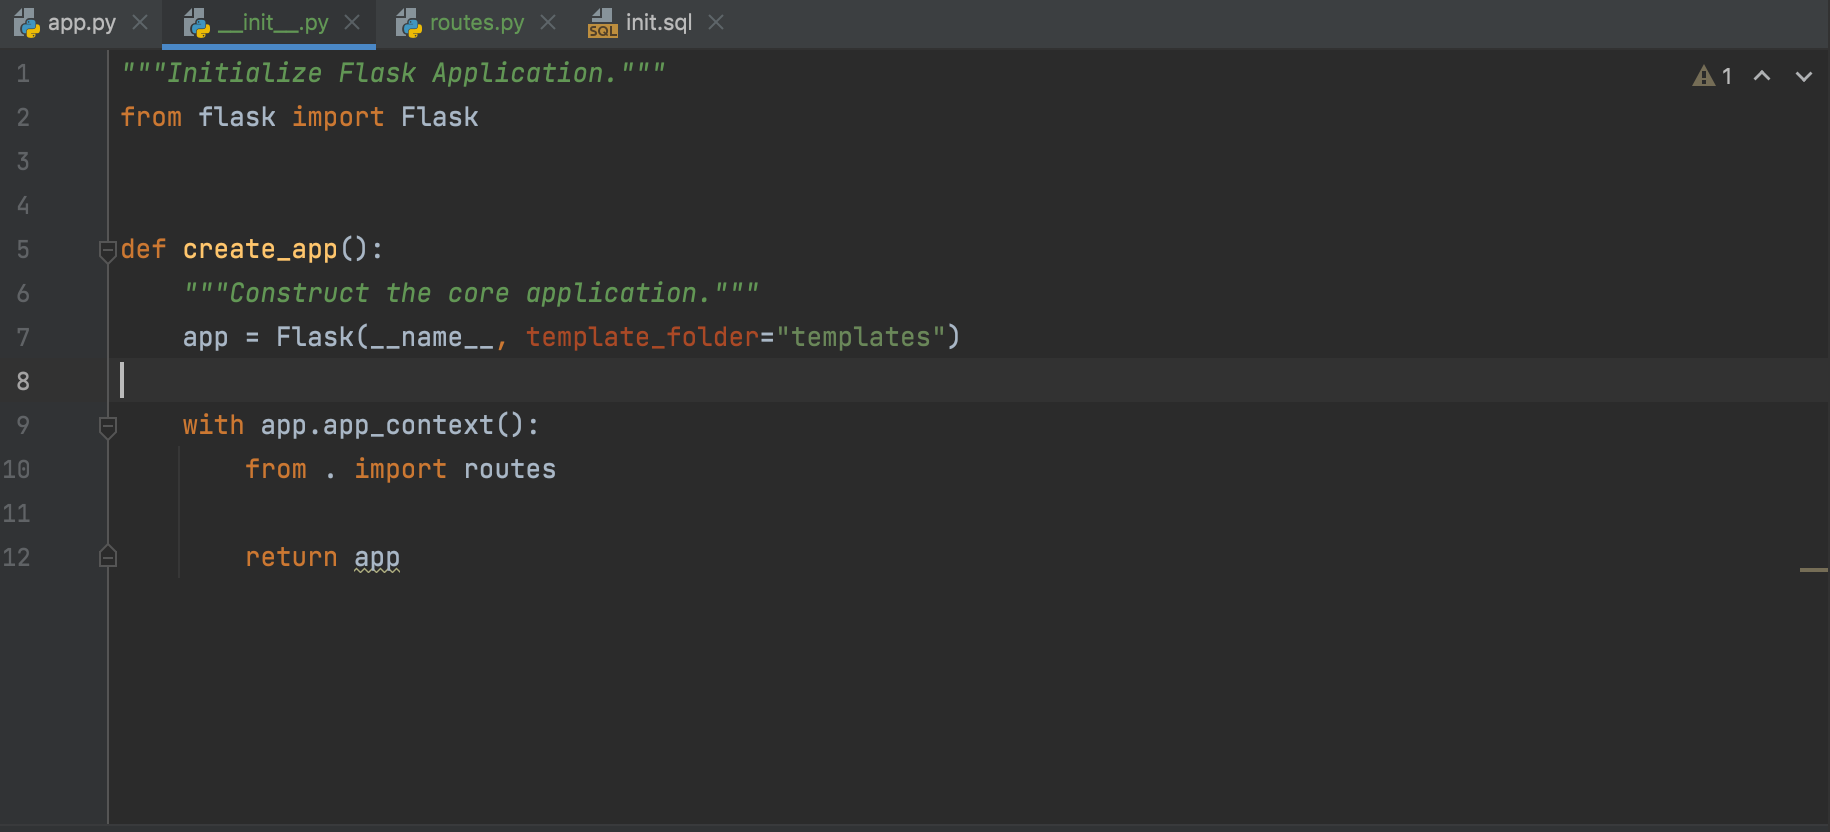 app.py __init__.py routes.py SQL init.sql
1 """Initialize Flask Application.""" 1
2 from flask import Flask
3
4
5 def create_app():
6 """Construct the core application."""
7 app = Flask(__name__, template_folder="templates")
8
9 with app.app_context():
10 from . import routes
11
12 return app